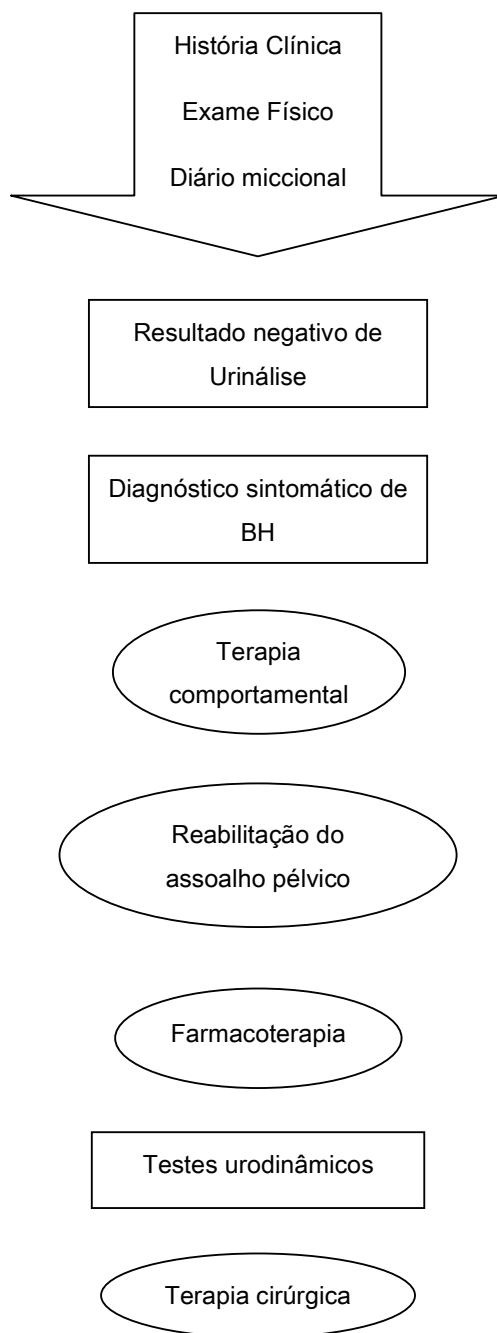 História Clínica
Exame Físico
Diário miccional
Resultado negativo de
Urinálise
Diagnóstico sintomático de
BH
Terapia
comportamental
Reabilitação do
assoalho pélvico
Farmacoterapia
Testes urodinâmicos
Terapia cirúrgica